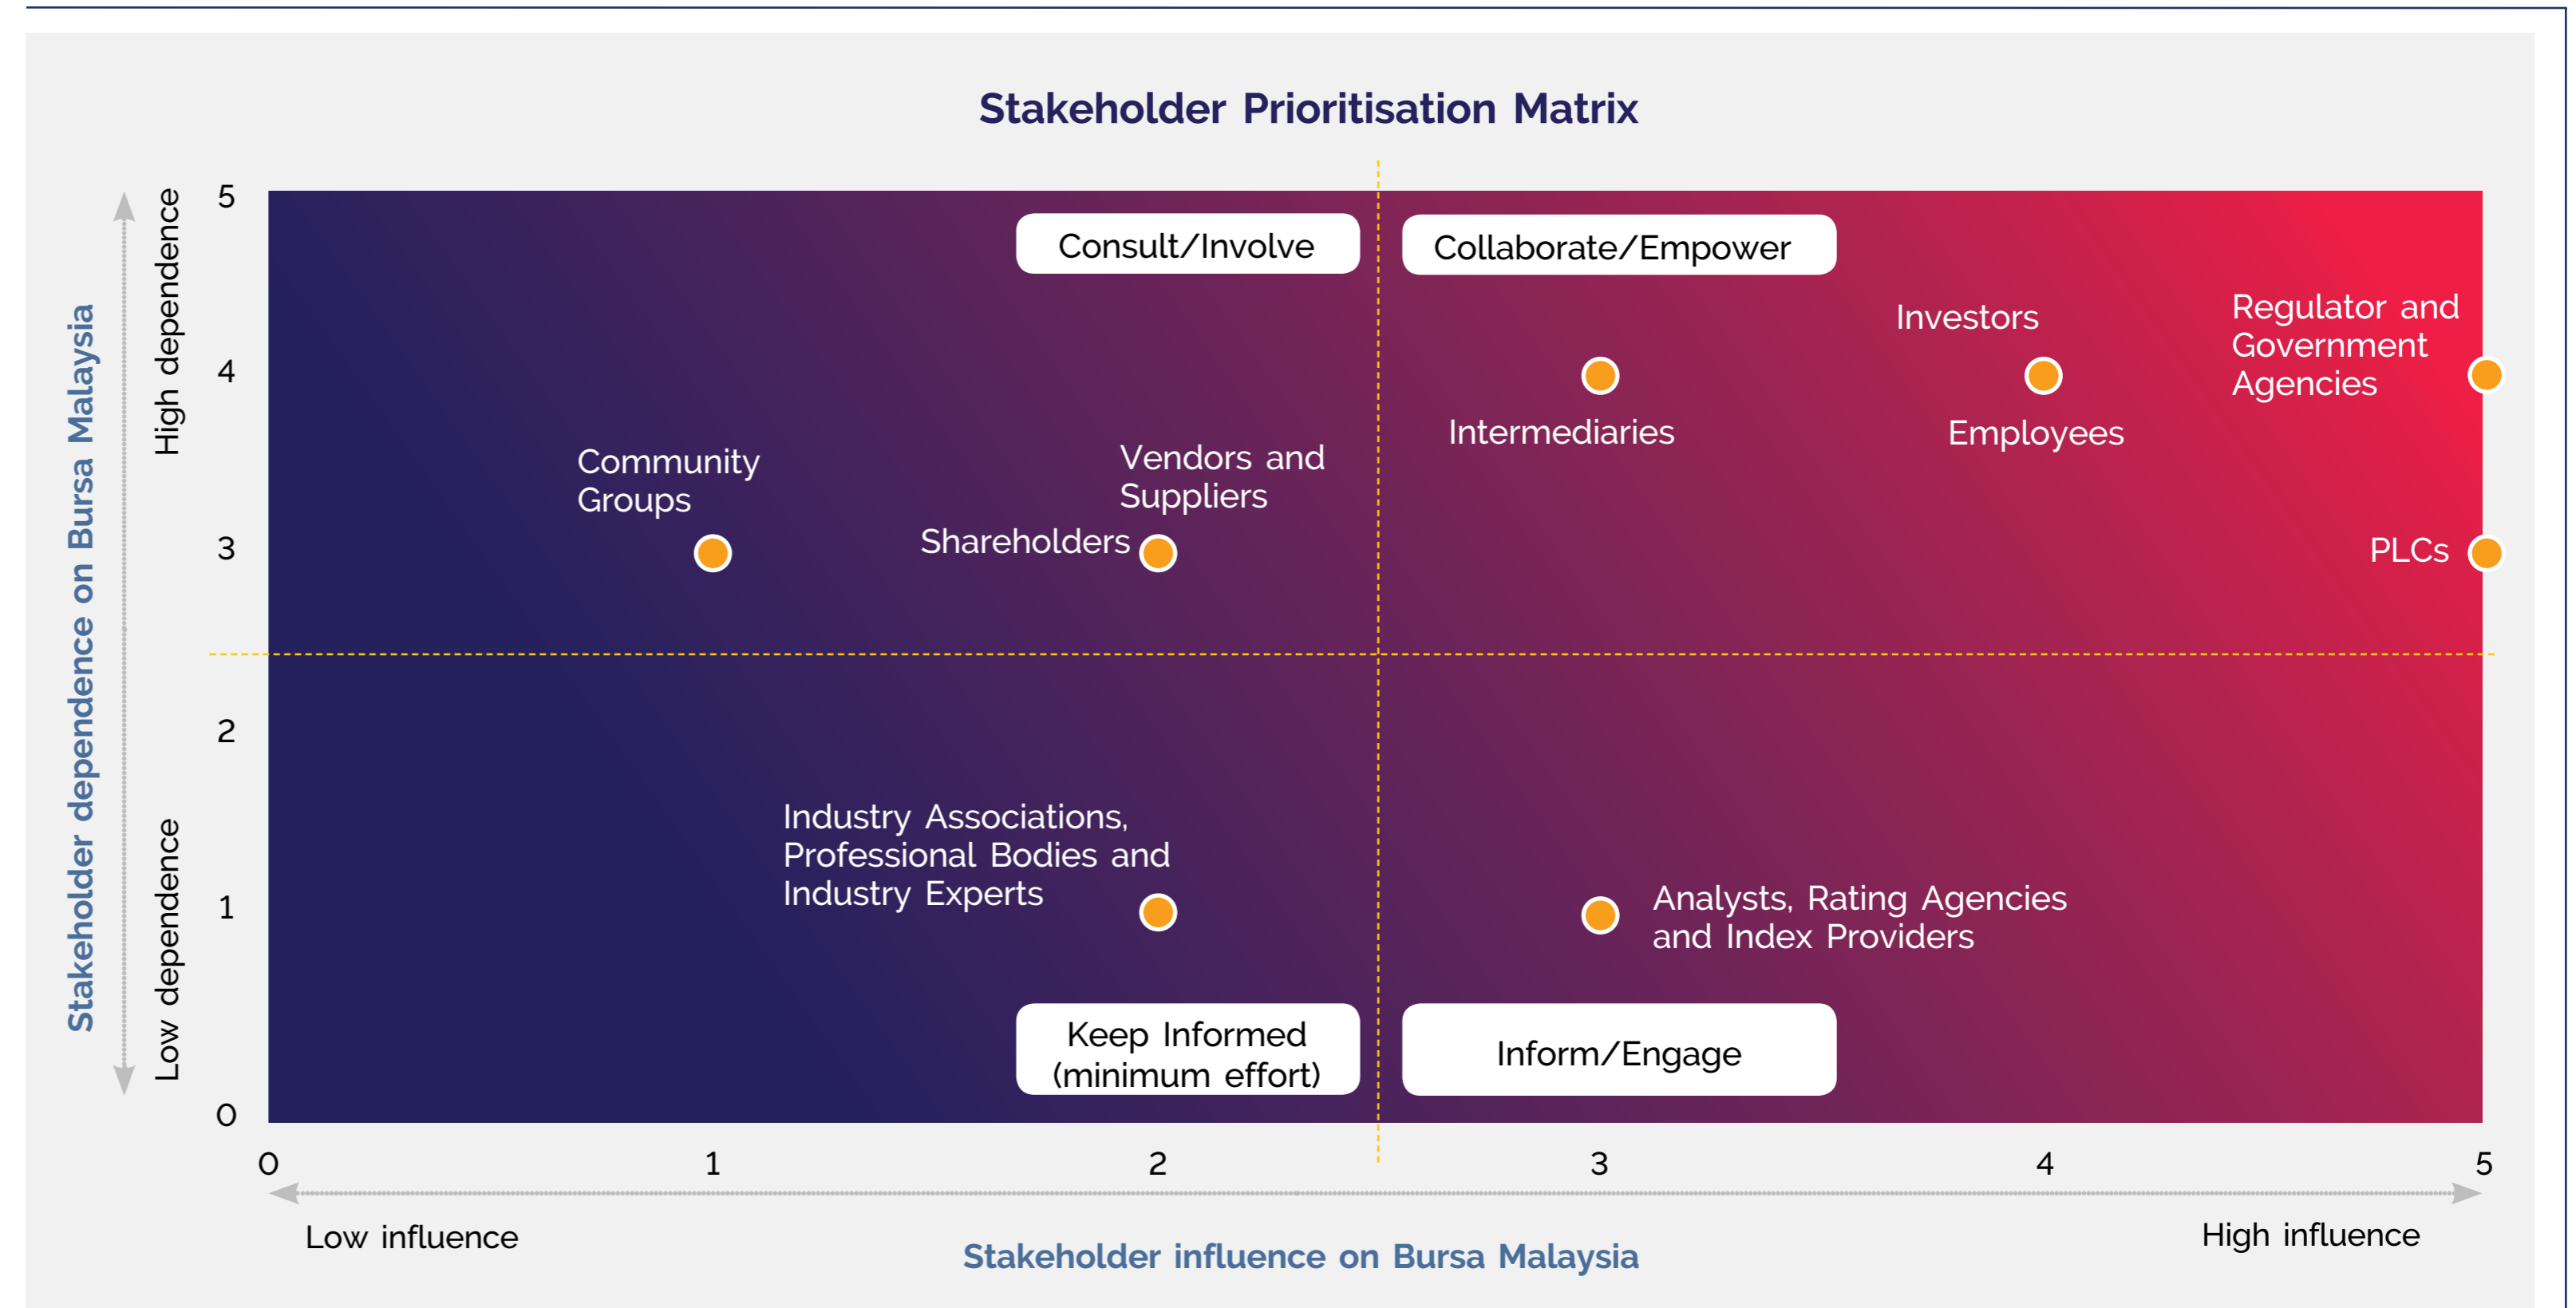 Stakeholder Prioritisation Matrix
Stakeholder dependence on Bursa Malaysia
High dependence
Low dependence
5
4
3
2
1
0
Consult/Involve
Collaborate/Empower
Community
Groups
Vendors and
Suppliers
Shareholders
Intermediaries
Investors
Employees
Regulator and
Government
Agencies
PLCs
Industry Associations,
Professional Bodies and
Industry Experts
Analysts, Rating Agencies
and Index Providers
Keep Informed
(minimum effort)
Inform/Engage
0
1
2
3
4
5
Low influence
Stakeholder influence on Bursa Malaysia
High influence